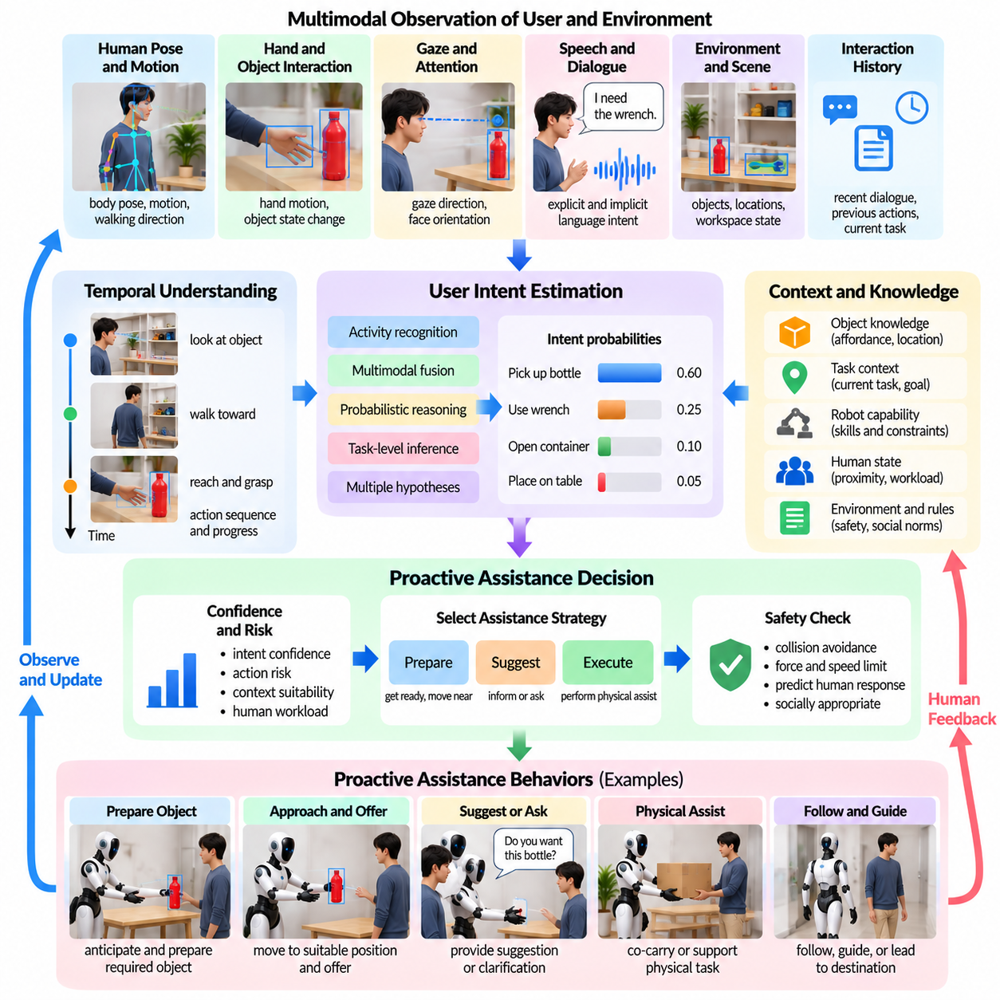 Multimodal Observation of User and Environment
Human Pose
and Motion
body pose, motion,
walking direction
Hand and
Object Interaction
hand motion,
object state change
Gaze and
Attention
gaze direction,
face orientation
Speech and
Dialogue
I need
the wrench.
explicit and implicit
language intent
Environment
and Scene
objects, locations,
workspace state
Interaction
History
recent dialogue,
previous actions,
current task
Temporal Understanding
look at object
walk toward
reach and grasp
action sequence
and progress
Time
User Intent Estimation
Activity recognition
Multimodal fusion
Probabilistic reasoning
Task-level inference
Multiple hypotheses
Intent probabilities
Pick up bottle 0.60
Use wrench 0.25
Open container 0.10
Place on table 0.05
Context and Knowledge
Object knowledge
(affordance, location)
Task context
(current task, goal)
Robot capability
(skills and constraints)
Human state
(proximity, workload)
Environment and rules
(safety, social norms)
Proactive Assistance Decision
Confidence
and Risk
• intent confidence
• action risk
• context suitability
• human workload
Select Assistance Strategy
Prepare
get ready, move near
Suggest
inform or ask
Execute
perform physical assist
Safety Check
• collision avoidance
• force and speed limit
• predict human response
• socially appropriate
Observe
and Update
Human
Feedback
Proactive Assistance Behaviors (Examples)
Prepare Object
anticipate and prepare
required object
Approach and Offer
move to suitable position
and offer
Suggest or Ask
Do you want
this bottle?
provide suggestion
or clarification
Physical Assist
co-carry or support
physical task
Follow and Guide
follow, guide, or lead
to destination